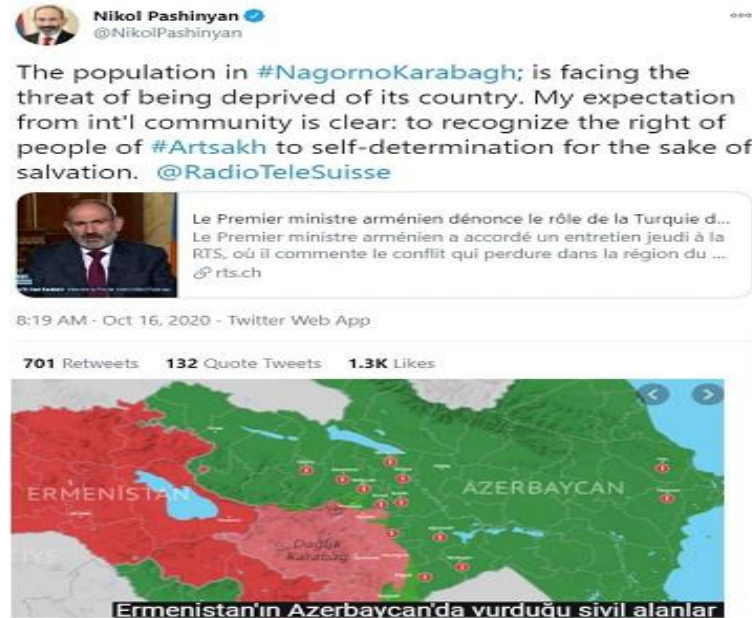 Nikol Pashinyan
@NikolPashinyan
The population in #NagornoKarabagh; is facing the
threat of being deprived of its country. My expectation
from int'l community is clear: to recognize the right of
people of #Artsakh to self-determination for the sake of
salvation. @RadioTeleSuisse
Le Premier ministre arménien dénonce le rôle de la Turquie d...
Le Premier ministre arménien a accordé un entretien jeudi à la
RTS, où il commente le conflit qui perdure dans la région du ...
rts.ch
8:19 AM · Oct 16, 2020 · Twitter Web App
701 Retweets 132 Quote Tweets 1.3K Likes
ERMENİSTAN
AZERBAYCAN
Dağlık
Karabağ
Ermenistan'ın Azerbaycan'da vurduğu sivil alanlar